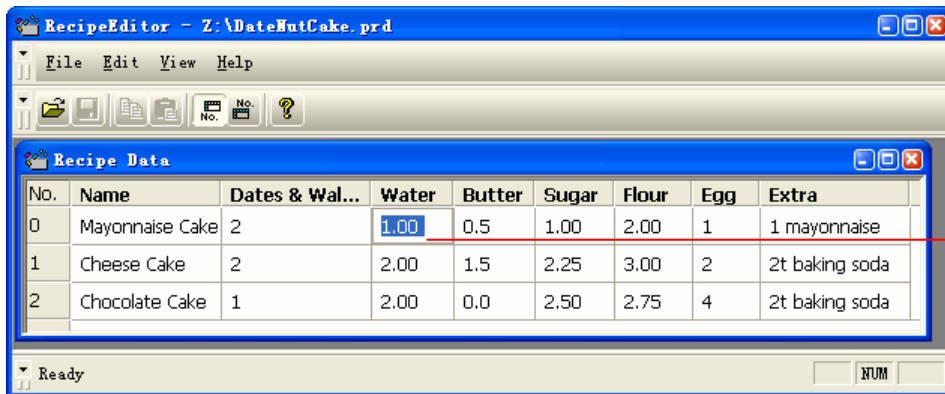 RecipeEditor - Z:\DateNutCake.prd
File Edit View Help
No. No. ?
Recipe Data
No. Name Dates & Wal... Water Butter Sugar Flour Egg Extra
0 Mayonnaise Cake 2 1.00 0.5 1.00 2.00 1 1 mayonnaise
1 Cheese Cake 2 2.00 1.5 2.25 3.00 2 2t baking soda
2 Chocolate Cake 1 2.00 0.0 2.50 2.75 4 2t baking soda
Ready NUM